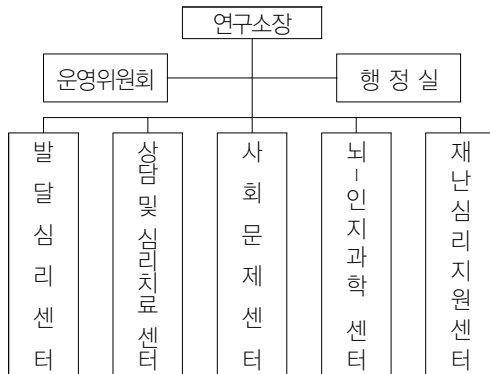 연구소장
운영위원회
행 정 실
발달심리센터
상담 및 심리치료 센터
사회문제센터
뇌-인지과학 센터
재난심리지원센터